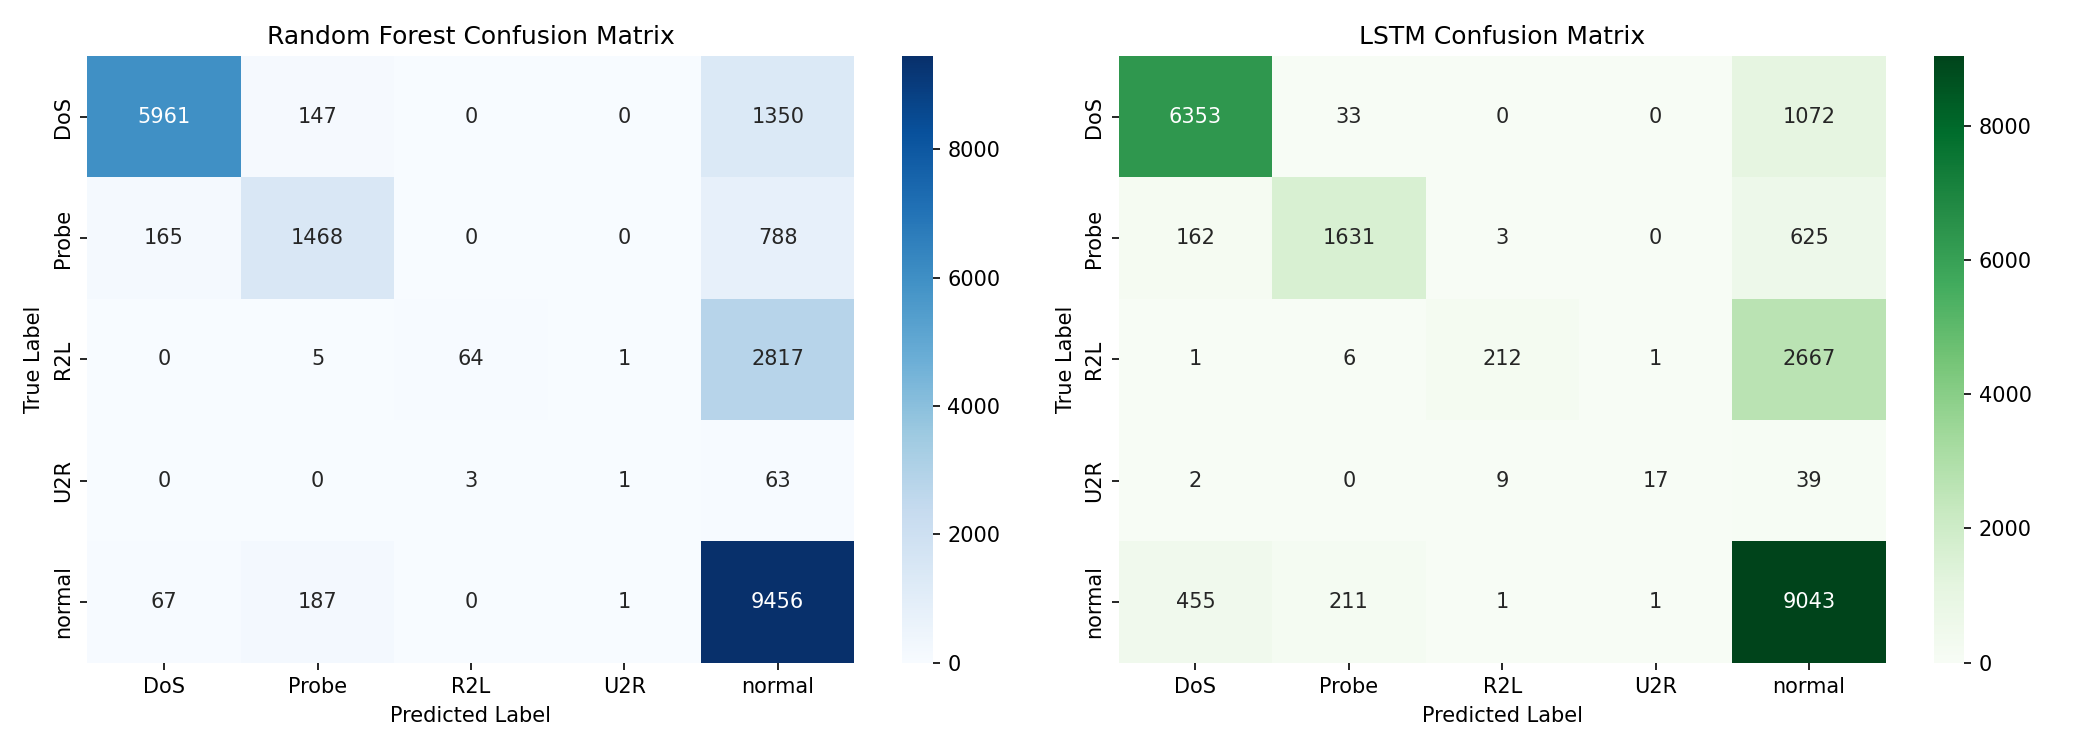 Random Forest Confusion Matrix
True Label
DoS 5961 147 0 0 1350
Probe 165 1468 0 0 788
R2L 0 5 64 1 2817
U2R 0 0 3 1 63
normal 67 187 0 1 9456
DoS Probe R2L U2R normal
Predicted Label
8000
6000
4000
2000
0
LSTM Confusion Matrix
True Label
DoS 6353 33 0 0 1072
Probe 162 1631 3 0 625
R2L 1 6 212 1 2667
U2R 2 0 9 17 39
normal 455 211 1 1 9043
DoS Probe R2L U2R normal
Predicted Label
8000
6000
4000
2000
0